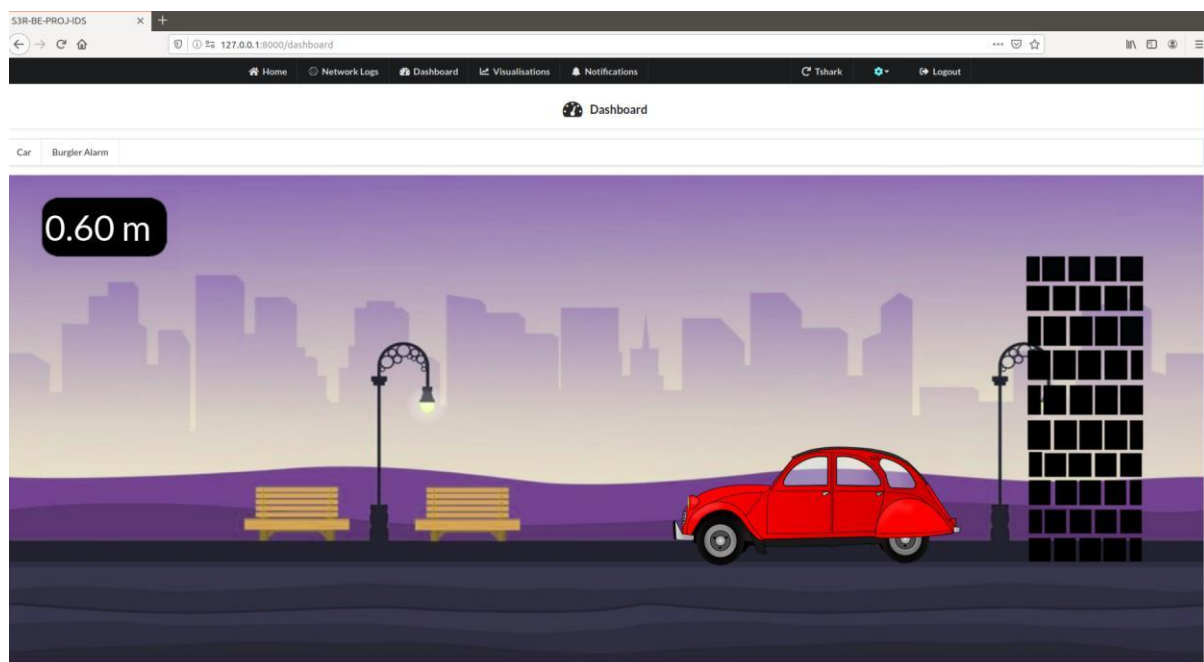 S3R-BE-PROJ-IDS
127.0.0.1:8000/dashboard
Home Network Logs Dashboard Visualisations Notifications Tshark Logout
Dashboard
Car Burgler Alarm
0.60 m